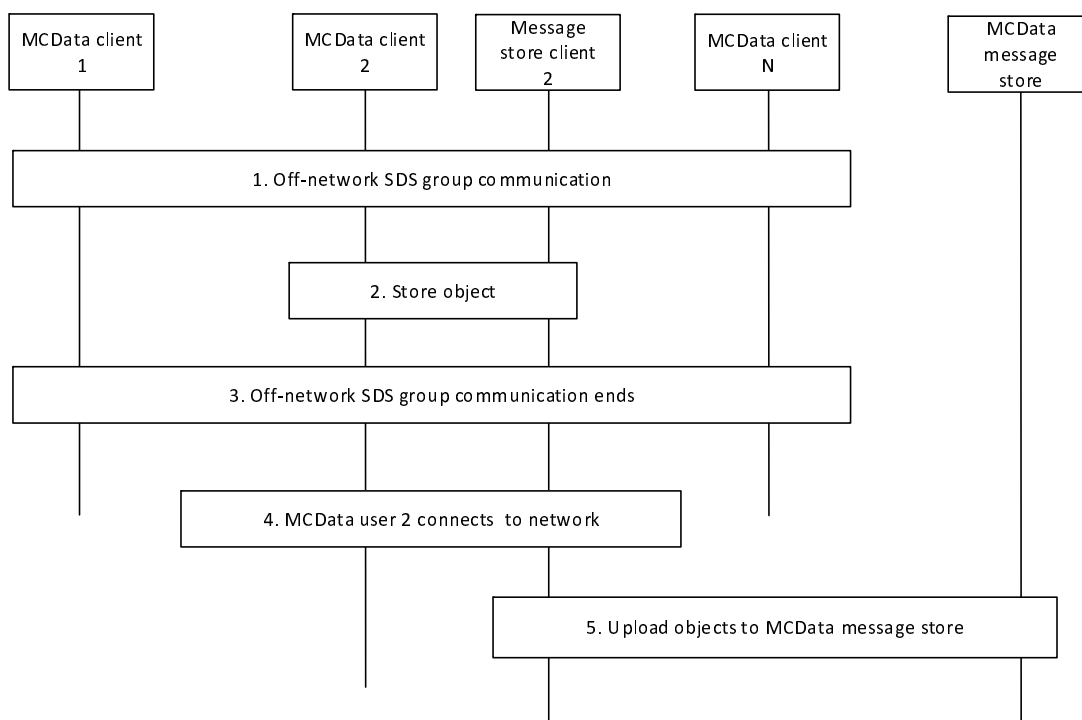 MCData client
1
MCData client
2
Message
store client
2
MCData client
N
MCData
message
store
1. Off-network SDS group communication
2. Store object
3. Off-network SDS group communication ends
4. MCData user 2 connects to network
5. Upload objects to MCData message store